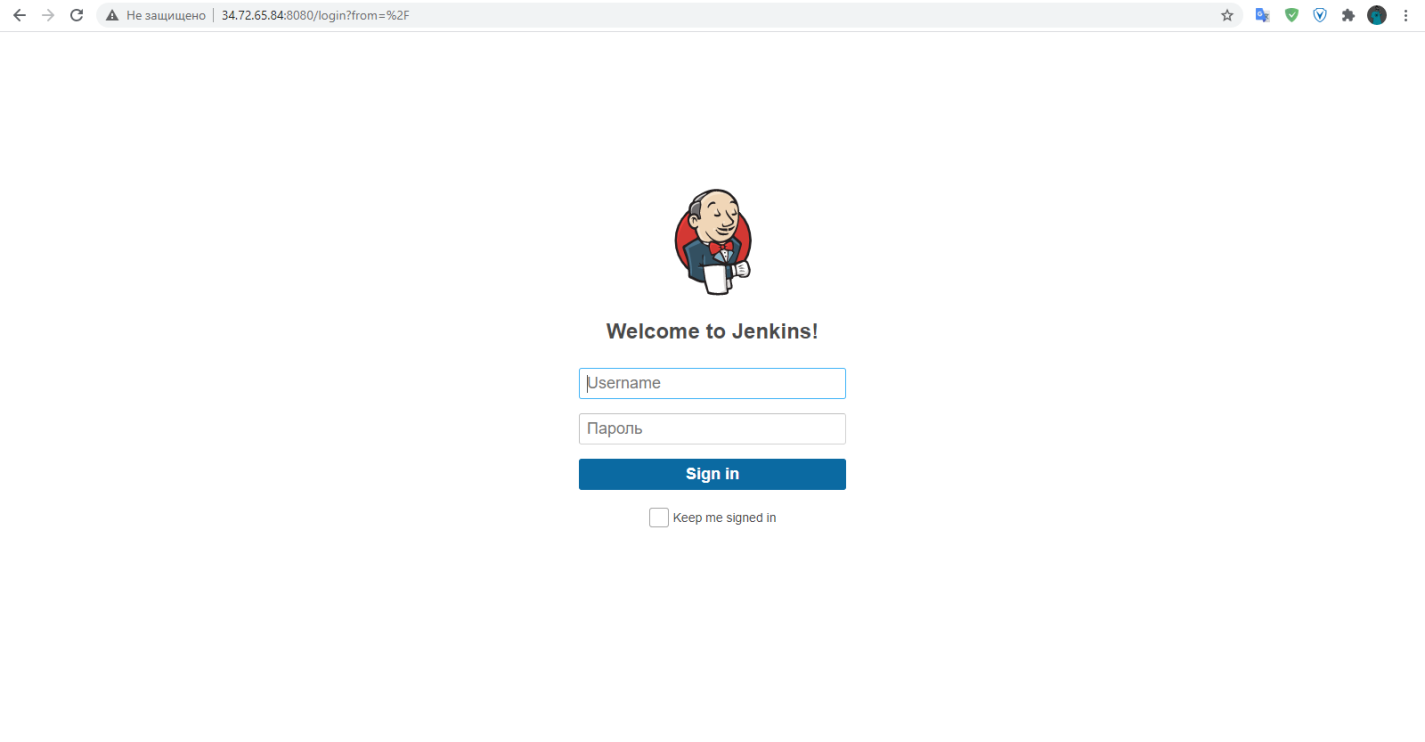 Не защищено 34.72.65.84:8080/login?from=%2F
Welcome to Jenkins!
Username
Пароль
Sign in
Keep me signed in